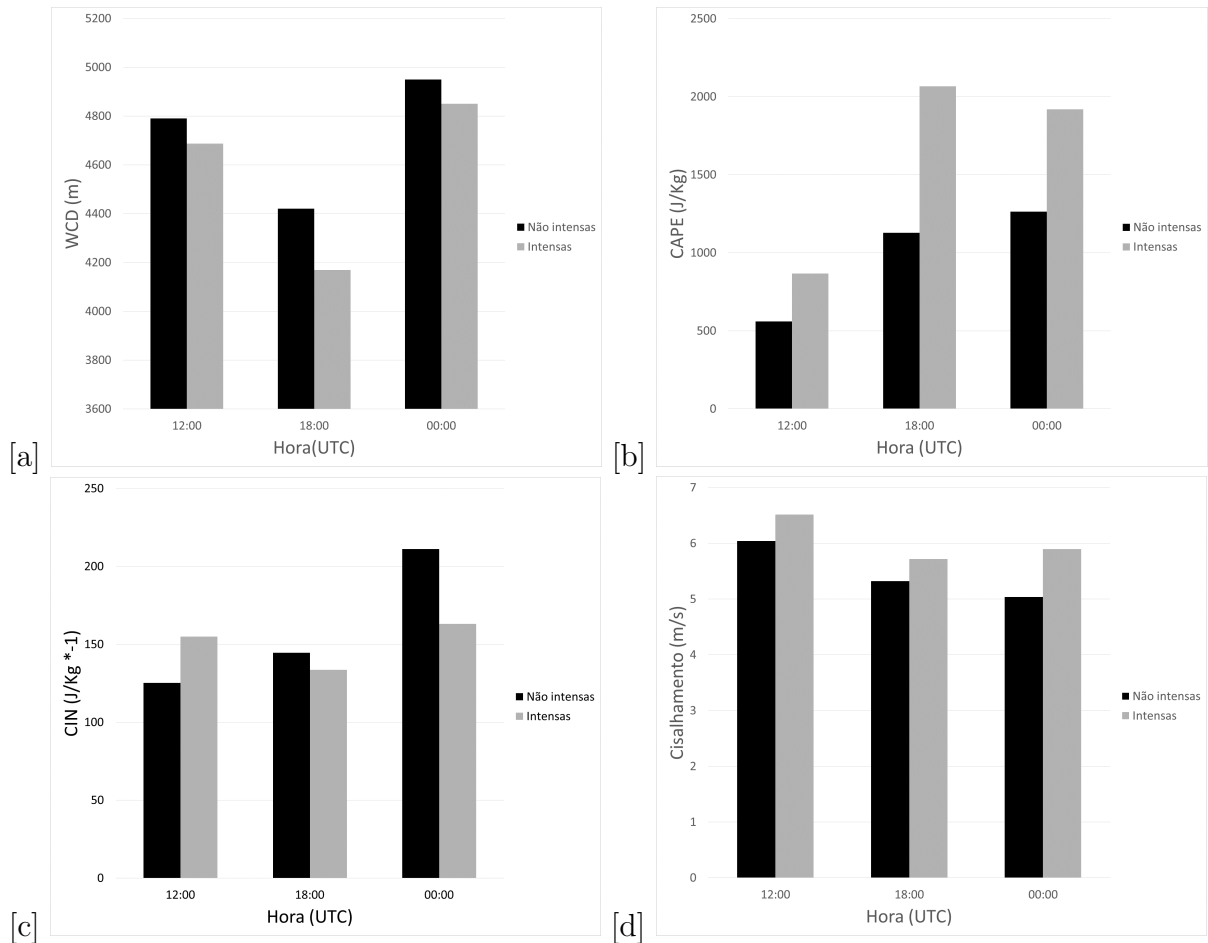 5200
5000
4800
4600
4400
4200
4000
3800
3600
WCD (m)
12:00 18:00 00:00
Hora(UTC)
Não intensas
Intensas
[a]
2500
2000
1500
1000
500
0
CAPE (J/Kg)
12:00 18:00 00:00
Hora (UTC)
Não intensas
Intensas
[b]
250
200
150
100
50
0
CIN (J/Kg *-1)
12:00 18:00 00:00
Hora (UTC)
Não intensas
Intensas
[c]
7
6
5
4
3
2
1
0
Cisalhamento (m/s)
12:00 18:00 00:00
Hora (UTC)
Não intensas
Intensas
[d]